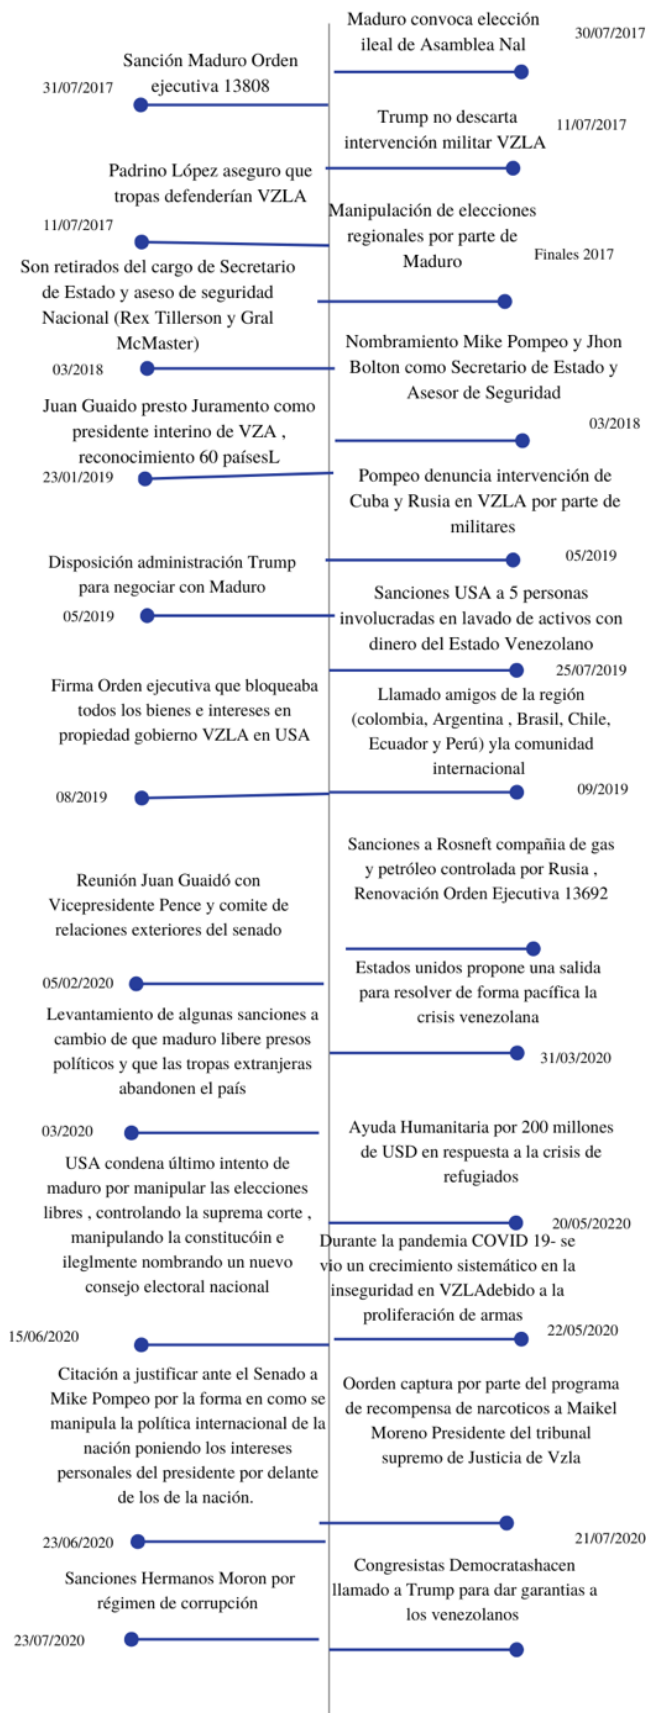 Maduro convoca elección
ileal de Asamblea Nal
30/07/2017
Sanción Maduro Orden
ejecutiva 13808
31/07/2017
Trump no descarta
intervención militar VZLA
11/07/2017
Padrino López aseguro que
tropas defenderían VZLA
11/07/2017
Manipulación de elecciones
regionales por parte de
Maduro
Finales 2017
Son retirados del cargo de Secretario
de Estado y aseso de seguridad
Nacional (Rex Tillerson y Gral
McMaster)
03/2018
Nombramiento Mike Pompeo y Jhon
Bolton como Secretario de Estado y
Asesor de Seguridad
03/2018
Juan Guaido presto Juramento como
presidente interino de VZA ,
reconocimiento 60 paísesL
23/01/2019
Pompeo denuncia intervención de
Cuba y Rusia en VZLA por parte de
militares
05/2019
Disposición administración Trump
para negociar con Maduro
05/2019
Sanciones USA a 5 personas
involucradas en lavado de activos con
dinero del Estado Venezolano
25/07/2019
Firma Orden ejecutiva que bloqueaba
todos los bienes e intereses en
propiedad gobierno VZLA en USA
08/2019
Llamado amigos de la región
(colombia, Argentina , Brasil, Chile,
Ecuador y Perú) yla comunidad
internacional
09/2019
Sanciones a Rosneft compañia de gas
y petróleo controlada por Rusia ,
Renovación Orden Ejecutiva 13692
Reunión Juan Guaidó con
Vicepresidente Pence y comite de
relaciones exteriores del senado
05/02/2020
Estados unidos propone una salida
para resolver de forma pacífica la
crisis venezolana
31/03/2020
Levantamiento de algunas sanciones a
cambio de que maduro libere presos
políticos y que las tropas extranjeras
abandonen el país
03/2020
Ayuda Humanitaria por 200 millones
de USD en respuesta a la crisis de
refugiados
20/05/20220
USA condena último intento de
maduro por manipular las elecciones
libres , controlando la suprema corte ,
manipulando la constitucóin e
ileglmente nombrando un nuevo
consejo electoral nacional
15/06/2020
Durante la pandemia COVID 19- se
vio un crecimiento sistemático en la
inseguridad en VZLAdebido a la
proliferación de armas
22/05/2020
Citación a justificar ante el Senado a
Mike Pompeo por la forma en como se
manipula la política internacional de la
nación poniendo los intereses
personales del presidente por delante
de los de la nación.
23/06/2020
Oorden captura por parte del programa
de recompensa de narcoticos a Maikel
Moreno Presidente del tribunal
supremo de Justicia de Vzla
21/07/2020
Sanciones Hermanos Moron por
régimen de corrupción
23/07/2020
Congresistas Democratashacen
llamado a Trump para dar garantias a
los venezolanos